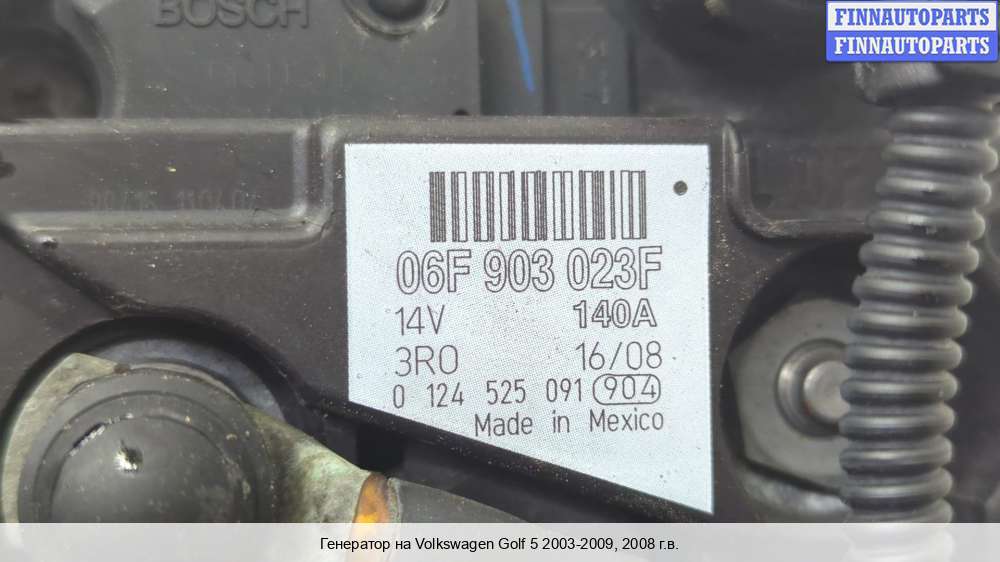 BOSCH
FINNAUTOPARTS
FINNAUTOPARTS
06F 903 023F
14V 140A
3R0 16/08
0 124 525 091 904
Made in Mexico
Генератор на Volkswagen Golf 5 2003-2009, 2008 г.в.